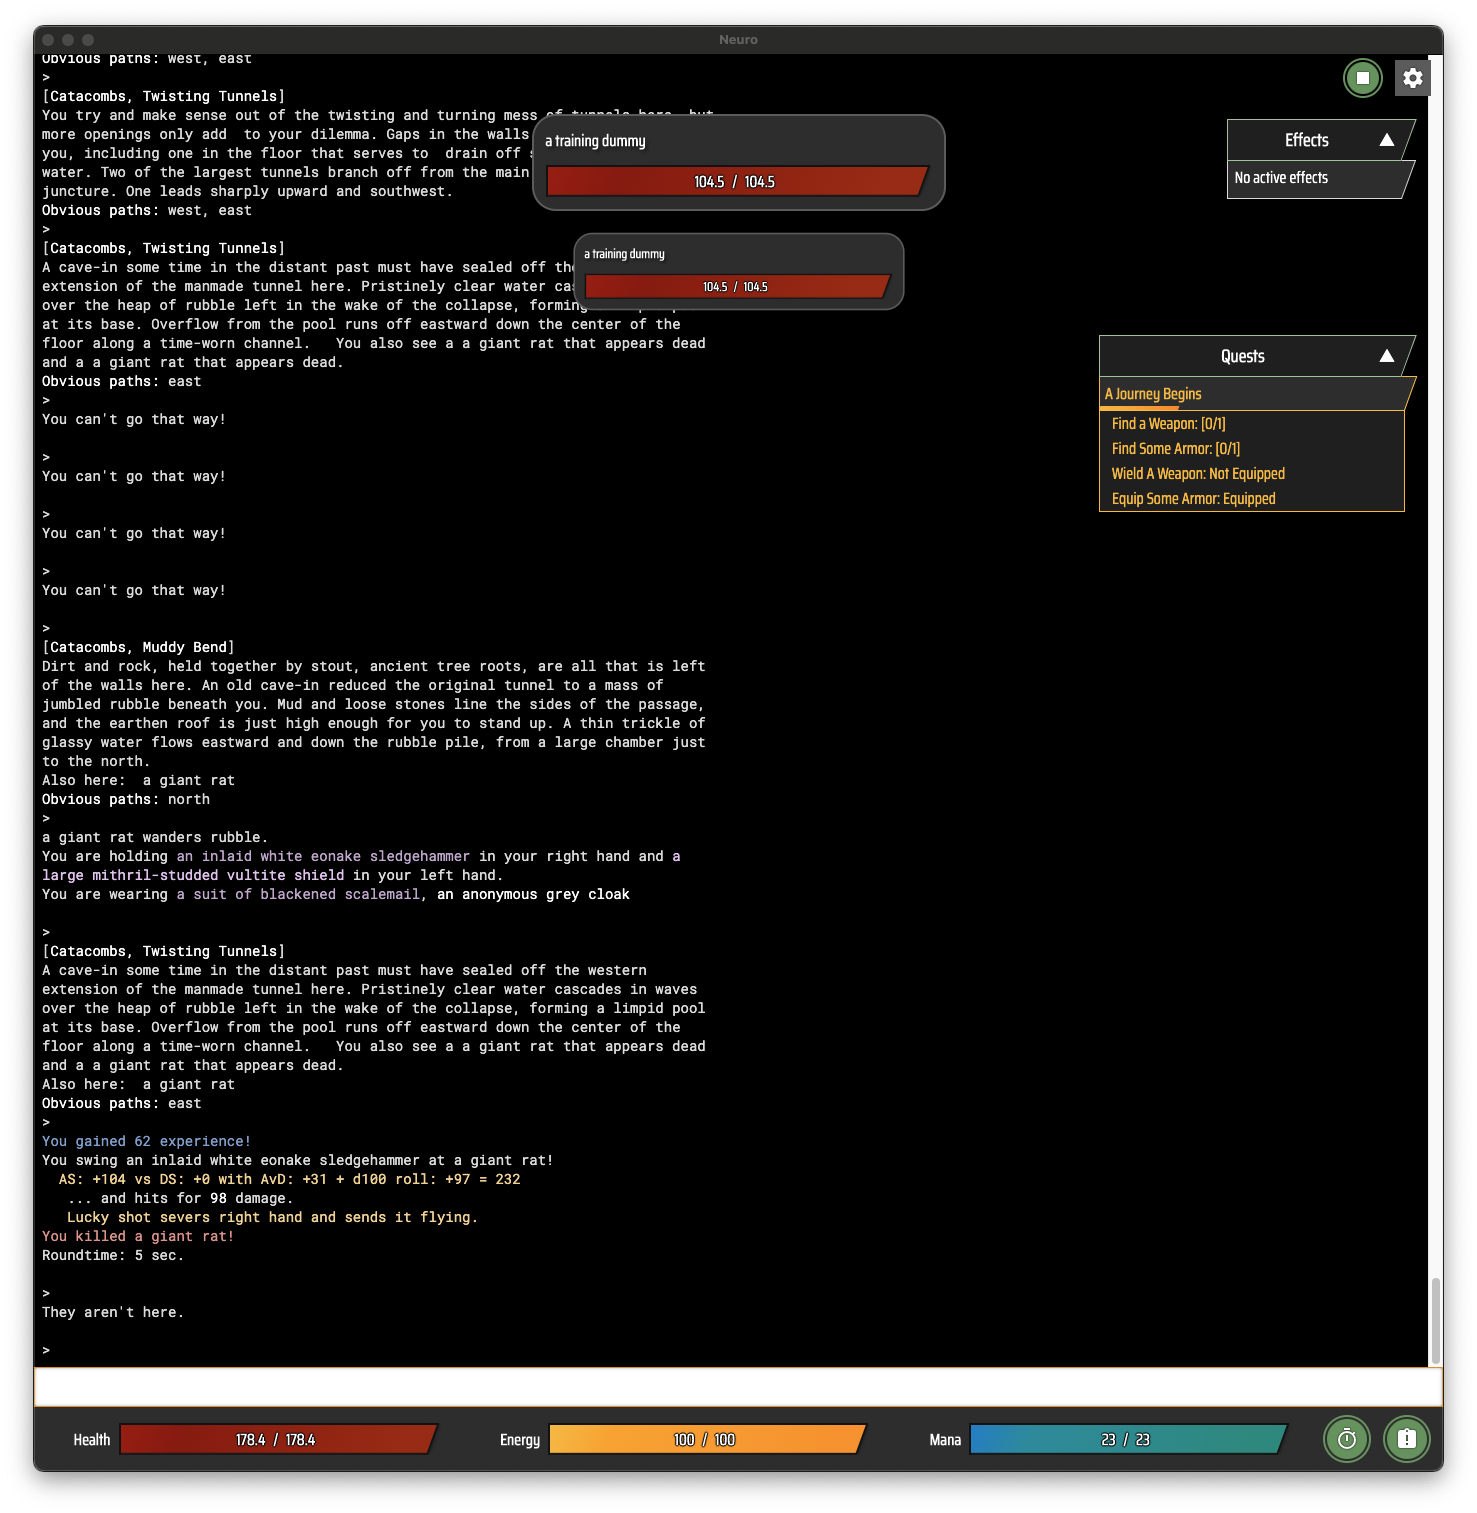 Neuro
Obvious paths: west, east
>
[Catacombs, Twisting Tunnels]
You try and make sense out of the twisting and turning mess of tunnels here, but
more openings only add  to your dilemma. Gaps in the walls
you, including one in the floor that serves to  drain off
water. Two of the largest tunnels branch off from the main
juncture. One leads sharply upward and southwest.
Obvious paths: west, east
>
[Catacombs, Twisting Tunnels]
A cave-in some time in the distant past must have sealed off the
extension of the manmade tunnel here. Pristinely clear water
over the heap of rubble left in the wake of the collapse, forming
at its base. Overflow from the pool runs off eastward down the center of the
floor along a time-worn channel.   You also see a a giant rat that appears dead
and a a giant rat that appears dead.
Obvious paths: east
>
You can't go that way!
>
You can't go that way!
>
You can't go that way!
>
You can't go that way!
>
[Catacombs, Muddy Bend]
Dirt and rock, held together by stout, ancient tree roots, are all that is left
of the walls here. An old cave-in reduced the original tunnel to a mass of
jumbled rubble beneath you. Mud and loose stones line the sides of the passage,
and the earthen roof is just high enough for you to stand up. A thin trickle of
glassy water flows eastward and down the rubble pile, from a large chamber just
to the north.
Also here:  a giant rat
Obvious paths: north
>
a giant rat wanders rubble.
You are holding an inlaid white eonake sledgehammer in your right hand and a
large mithril-studded vultite shield in your left hand.
You are wearing a suit of blackened scalemail, an anonymous grey cloak
>
[Catacombs, Twisting Tunnels]
A cave-in some time in the distant past must have sealed off the western
extension of the manmade tunnel here. Pristinely clear water cascades in waves
over the heap of rubble left in the wake of the collapse, forming a limpid pool
at its base. Overflow from the pool runs off eastward down the center of the
floor along a time-worn channel.   You also see a a giant rat that appears dead
and a a giant rat that appears dead.
Also here:  a giant rat
Obvious paths: east
>
You gained 62 experience!
You swing an inlaid white eonake sledgehammer at a giant rat!
AS: +104 vs DS: +0 with AvD: +31 + d100 roll: +97 = 232
... and hits for 98 damage.
Lucky shot severs right hand and sends it flying.
You killed a giant rat!
Roundtime: 5 sec.
>
They aren't here.
>
a training dummy
104.5 / 104.5
a training dummy
104.5 / 104.5
Effects
No active effects
Quests
A Journey Begins
Find a Weapon: [0/1]
Find Some Armor: [0/1]
Wield A Weapon: Not Equipped
Equip Some Armor: Equipped
Health 178.4 / 178.4 Energy 100 / 100 Mana 23 / 23